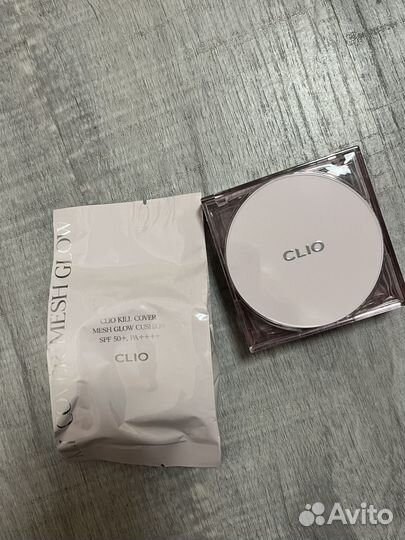 COVER MESH GLOW
CLIO KILL COVER
MESH GLOW CUSHION
SPF 50+, PA++++
CLIO
CLIO
Avito